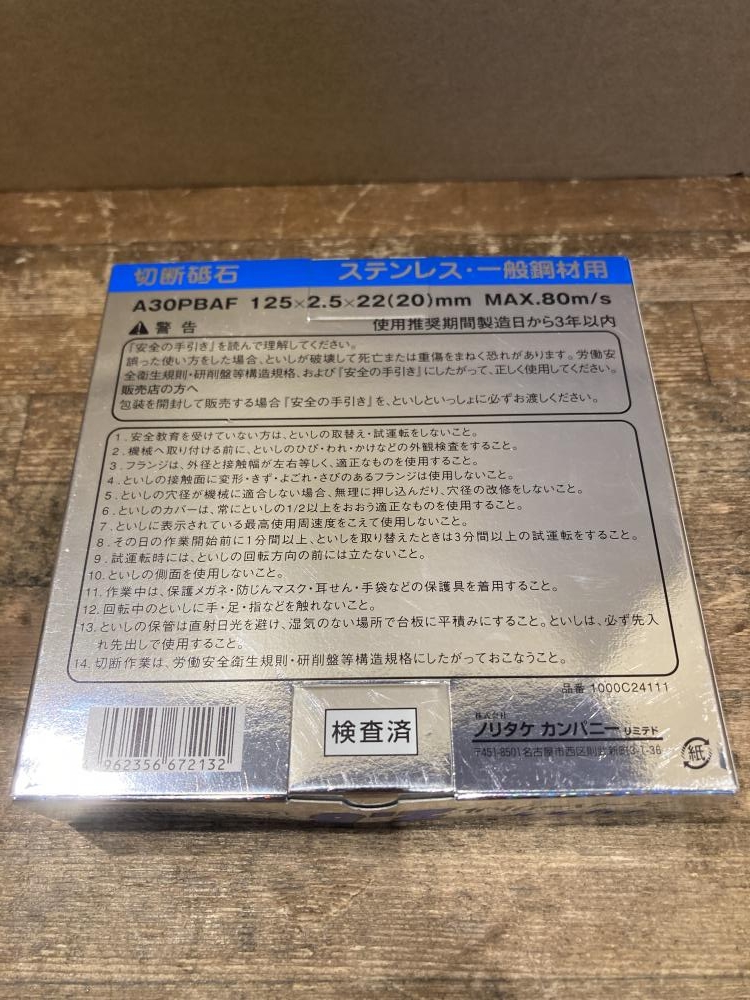 切断砥石 ステンレス・一般鋼材用
A30PBAF 125×2.5×22(20)mm MAX.80m/s
警告 使用推奨期間製造日から3年以内
『安全の手引き』を読んで理解してください。
誤った使い方をした場合、といしが破壊して死亡または重傷をまねく恐れがあります。労働安
全衛生規則・研削盤等構造規格、および『安全の手引き』にしたがって、正しく使用してください。
販売店の方へ
包装を開封して販売する場合『安全の手引き』を、といしといっしょに必ずお渡しください。
1.安全教育を受けていない方は、といしの取替え・試運転をしないこと。
2.機械へ取り付ける前に、といしのひび・われ・かけなどの外観検査をすること。
3.フランジは、外径と接触幅が左右等しく、適正なものを使用すること。
4.といしの接触面に変形・きず・よごれ・さびのあるフランジは使用しないこと。
5.といしの穴径が機械に適合しない場合、無理に押し込んだり、穴径の改修をしないこと。
6.といしのカバーは、常にといしの1/2以上をおおう適正なものを使用すること。
7.といしに表示されている最高使用周速度をこえて使用しないこと。
8.その日の作業開始前に1分間以上、といしを取り替えたときは3分間以上の試運転をすること。
9.試運転時には、といしの回転方向の前には立たないこと。
10.といしの側面を使用しないこと。
11.作業中は、保護メガネ・防じんマスク・耳せん・手袋などの保護具を着用すること。
12.回転中のといしに手・足・指などを触れないこと。
13.といしの保管は直射日光を避け、湿気のない場所で台板に平積みにすること。といしは、必ず先入
れ先出しで使用すること。
14.切断作業は、労働安全衛生規則・研削盤等構造規格にしたがっておこなうこと。
品番 1000C24111
4962356 672132
検査済
株式会社
ノリタケ カンパニー リミテド
〒451-8501 名古屋市西区則武新町3-1-36
紙